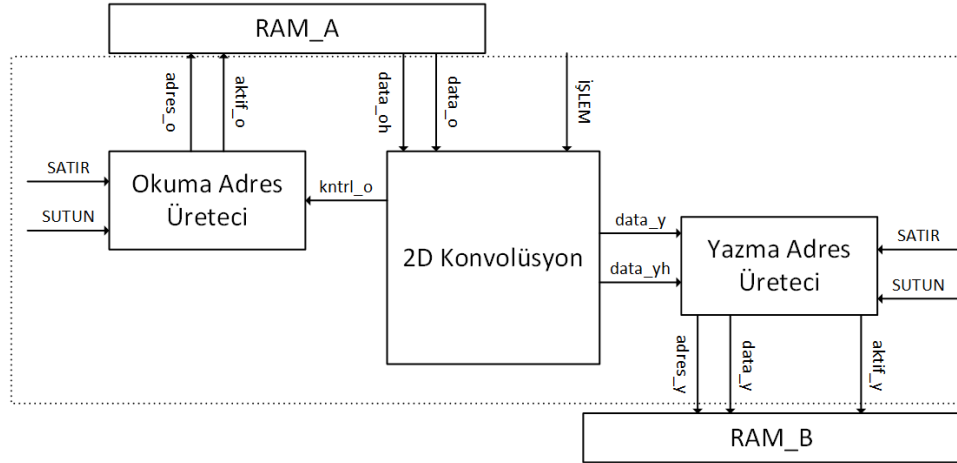 RAM_A
adres_o
aktif_o
data_oh
data_o
İŞLEM
SATIR
SUTUN
Okuma Adres
Üreteci
kntrl_o
2D Konvolüsyon
data_y
data_yh
Yazma Adres
Üreteci
SATIR
SUTUN
adres_y
data_y
aktif_y
RAM_B